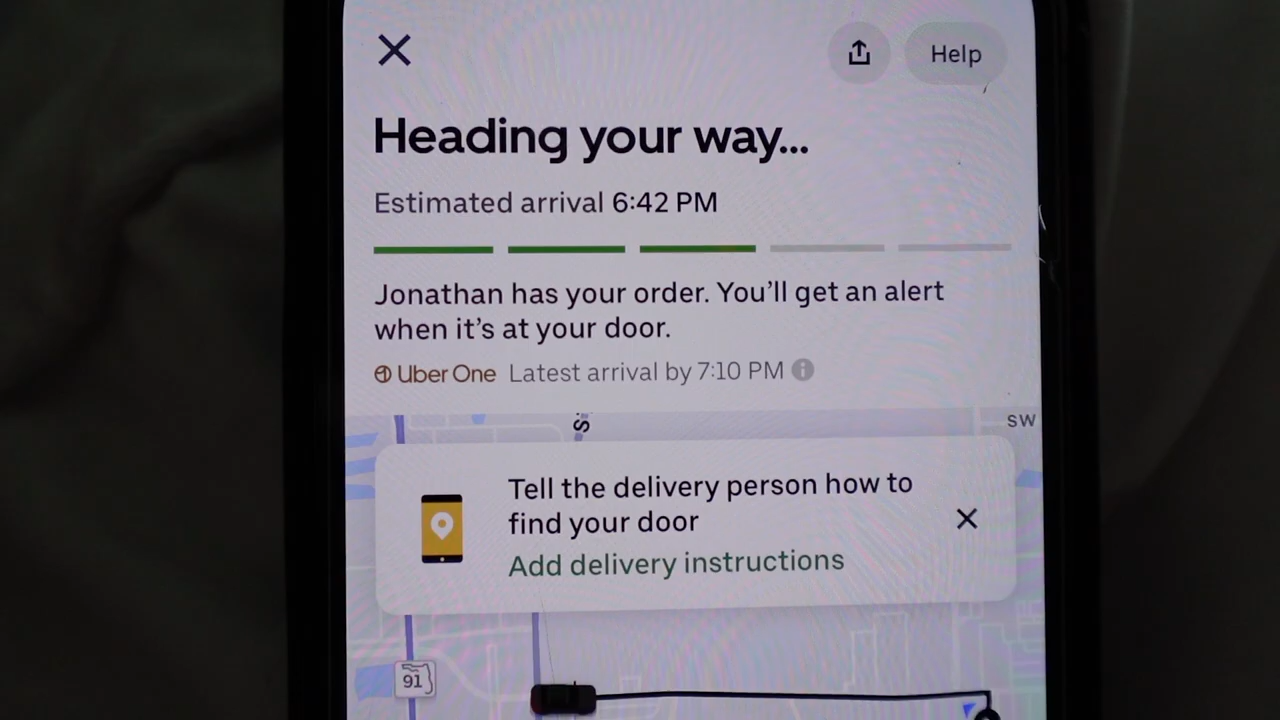 Help
Heading your way...
Estimated arrival 6:42 PM
Jonathan has your order. You'll get an alert
when it's at your door.
Uber One Latest arrival by 7:10 PM
S
SW
Tell the delivery person how to
find your door
Add delivery instructions
91